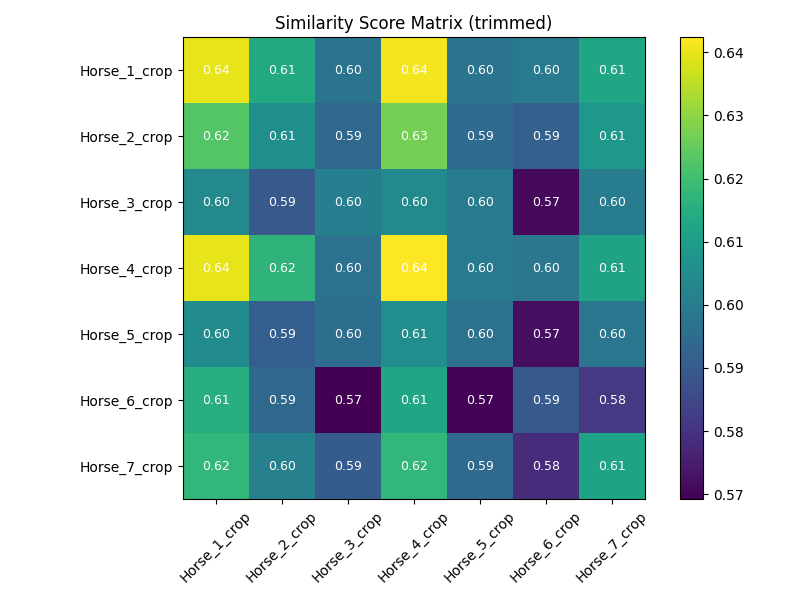 Similarity Score Matrix (trimmed)
Horse_1_crop 0.64 0.61 0.60 0.64 0.60 0.60 0.61
Horse_2_crop 0.62 0.61 0.59 0.63 0.59 0.59 0.61
Horse_3_crop 0.60 0.59 0.60 0.60 0.60 0.57 0.60
Horse_4_crop 0.64 0.62 0.60 0.64 0.60 0.60 0.61
Horse_5_crop 0.60 0.59 0.60 0.61 0.60 0.57 0.60
Horse_6_crop 0.61 0.59 0.57 0.61 0.57 0.59 0.58
Horse_7_crop 0.62 0.60 0.59 0.62 0.59 0.58 0.61
Horse_1_crop Horse_2_crop Horse_3_crop Horse_4_crop Horse_5_crop Horse_6_crop Horse_7_crop
0.64
0.63
0.62
0.61
0.60
0.59
0.58
0.57